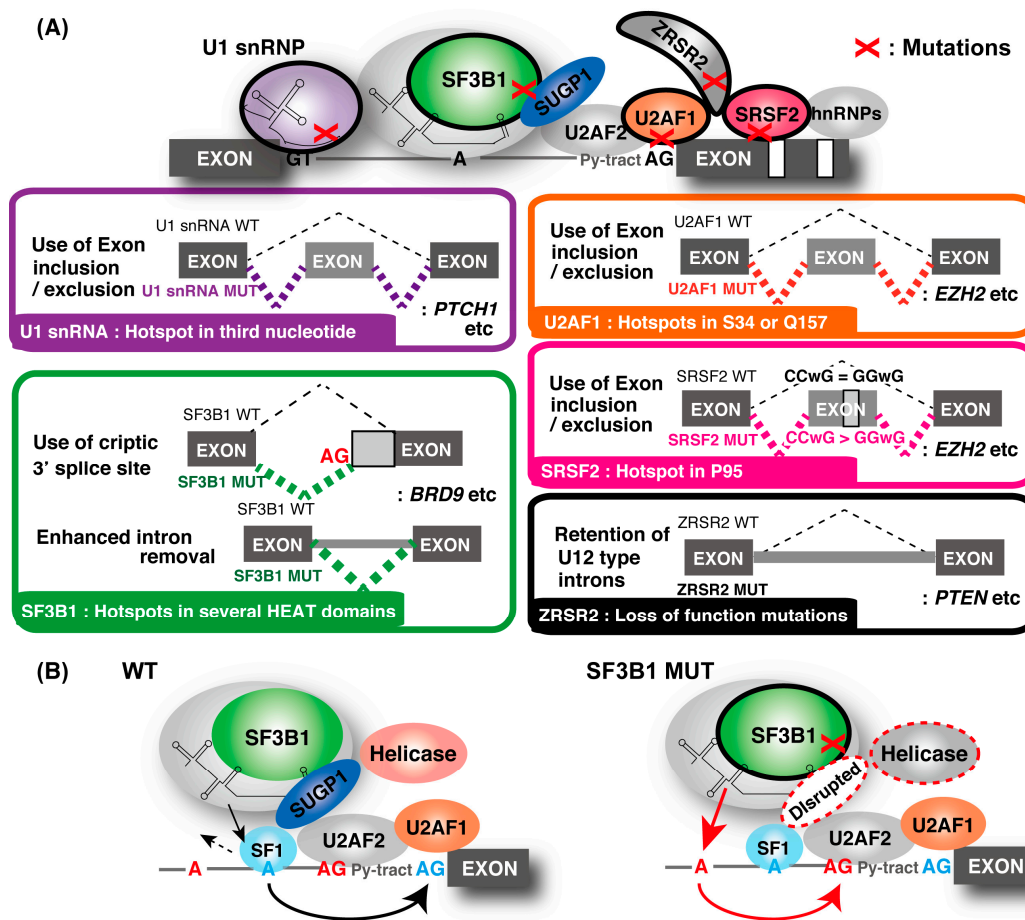 (A)
U1 snRNP
SF3B1
SUGP1
ZRSR2
X : Mutations
U2AF2
U2AF1
SRSF2
hnRNPs
EXON
GT
A
Py-tract
AG
EXON
U1 snRNA WT
Use of Exon
inclusion
/ exclusion
EXON
EXON
EXON
U1 snRNA MUT
: PTCH1
etc
U1 snRNA : Hotspot in third nucleotide
U2AF1 WT
Use of Exon
inclusion
/ exclusion
EXON
EXON
EXON
U2AF1 MUT
: EZH2 etc
U2AF1 : Hotspots in S34 or Q157
SF3B1 WT
Use of criptic
3' splice site
EXON
AG
EXON
SF3B1 MUT
: BRD9 etc
SF3B1 WT
Enhanced intron
removal
EXON
EXON
SF3B1 MUT
SF3B1 : Hotspots in several HEAT domains
SRSF2 WT
CCwG = GGwG
Use of Exon
inclusion
/ exclusion
EXON
EXON
EXON
SRSF2 MUT
CCwG > GGwG
: EZH2 etc
SRSF2 : Hotspot in P95
ZRSR2 WT
Retention of
U12 type
introns
EXON
EXON
ZRSR2 MUT
: PTEN etc
ZRSR2 : Loss of function mutations
(B)
WT
SF3B1
Helicase
SUGP1
U2AF1
SF1
U2AF2
A
A
AG
Py-tract
AG
EXON
SF3B1 MUT
SF3B1
Helicase
DIsrupted
U2AF1
SF1
U2AF2
A
A
AG
Py-tract
AG
EXON